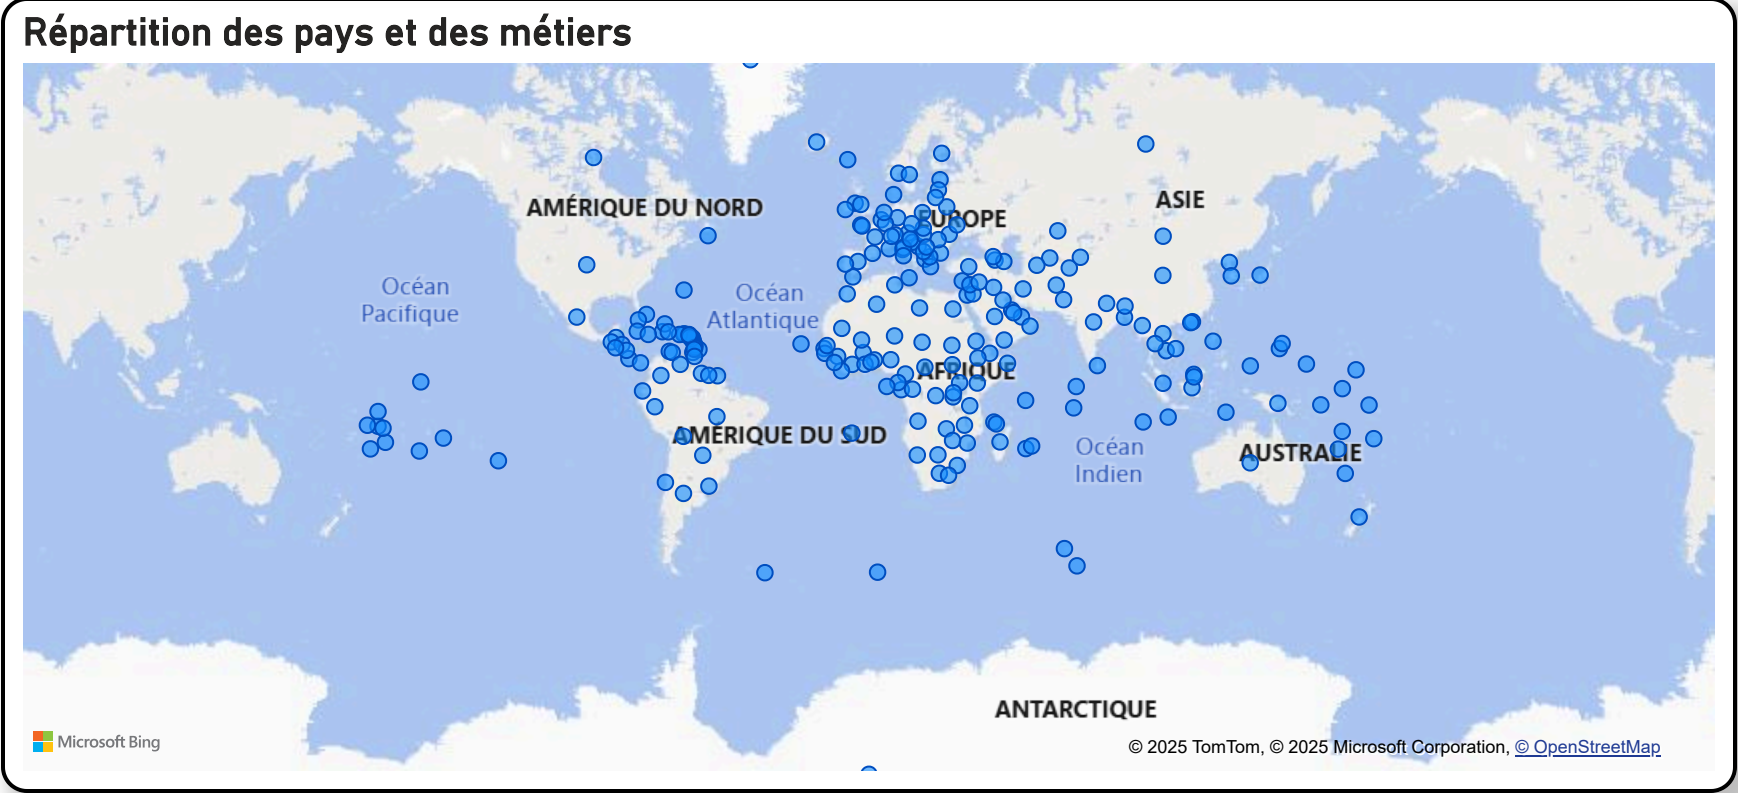 Répartition des pays et des métiers
AMÉRIQUE DU NORD
EUROPE
ASIE
Océan
Pacifique
Océan
Atlantique
AFRIQUE
AMÉRIQUE DU SUD
Océan
Indien
AUSTRALIE
ANTARCTIQUE
Microsoft Bing
© 2025 TomTom, © 2025 Microsoft Corporation, © OpenStreetMap